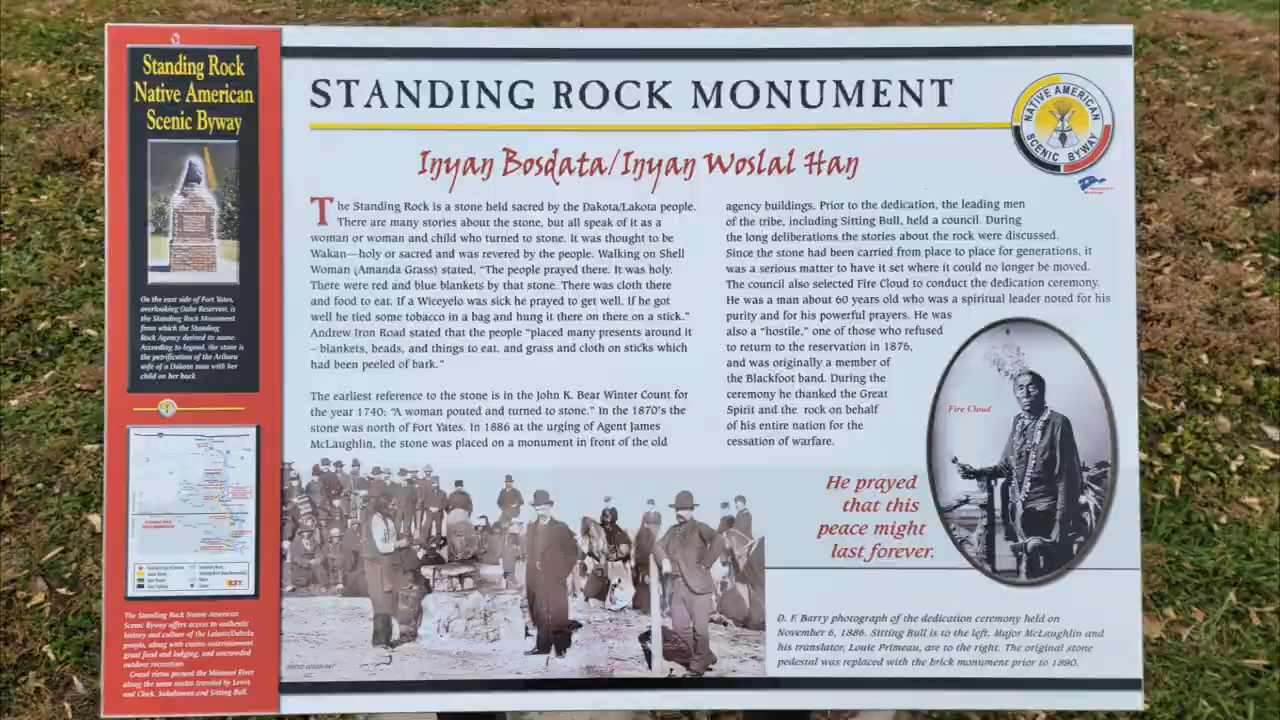 Standing Rock
Native American
Scenic Byway
On the east side of Fort Yates,
overlooking Oahe Reservoir, is
the Standing Rock Monument
from which the Standing
Rock Agency derived its name.
According to legend, the stone is
the petrification of the Arikara
wife of a Dakota man with her
child on her back
The Standing Rock Native American
Scenic Byway offers access to authentic
history and culture of the Lakota/Dakota
people, along with casino entertainment,
great food and lodging, and uncrowded
outdoor recreation.
Grand vistas present the Missouri River
along the same routes traveled by Lewis
and Clark, Sakakawea and Sitting Bull.
STANDING ROCK MONUMENT
NATIVE AMERICAN
SCENIC BYWAY
Inyan Bosdata/Inyan Woslal Han
The Standing Rock is a stone held sacred by the Dakota/Lakota people.
There are many stories about the stone, but all speak of it as a
woman or woman and child who turned to stone. It was thought to be
Wakan—holy or sacred and was revered by the people. Walking on Shell
Woman (Amanda Grass) stated, "The people prayed there. It was holy.
There were red and blue blankets by that stone. There was cloth there
and food to eat. If a Wiceyelo was sick he prayed to get well. If he got
well he tied some tobacco in a bag and hung it there on there on a stick."
Andrew Iron Road stated that the people "placed many presents around it
– blankets, beads, and things to eat, and grass and cloth on sticks which
had been peeled of bark."
The earliest reference to the stone is in the John K. Bear Winter Count for
the year 1740: "A woman pouted and turned to stone." In the 1870's the
stone was north of Fort Yates. In 1886 at the urging of Agent James
McLaughlin, the stone was placed on a monument in front of the old
agency buildings. Prior to the dedication, the leading men
of the tribe, including Sitting Bull, held a council. During
the long deliberations the stories about the rock were discussed.
Since the stone had been carried from place to place for generations, it
was a serious matter to have it set where it could no longer be moved.
The council also selected Fire Cloud to conduct the dedication ceremony.
He was a man about 60 years old who was a spiritual leader noted for his
purity and for his powerful prayers. He was
also a "hostile," one of those who refused
to return to the reservation in 1876,
and was originally a member of
the Blackfoot band. During the
ceremony he thanked the Great
Spirit and the rock on behalf
of his entire nation for the
cessation of warfare.
Fire Cloud
He prayed
that this
peace might
last forever.
D. F. Barry photograph of the dedication ceremony held on
November 6, 1886. Sitting Bull is to the left. Major McLaughlin and
his translator, Louie Primeau, are to the right. The original stone
pedestal was replaced with the brick monument prior to 1890.